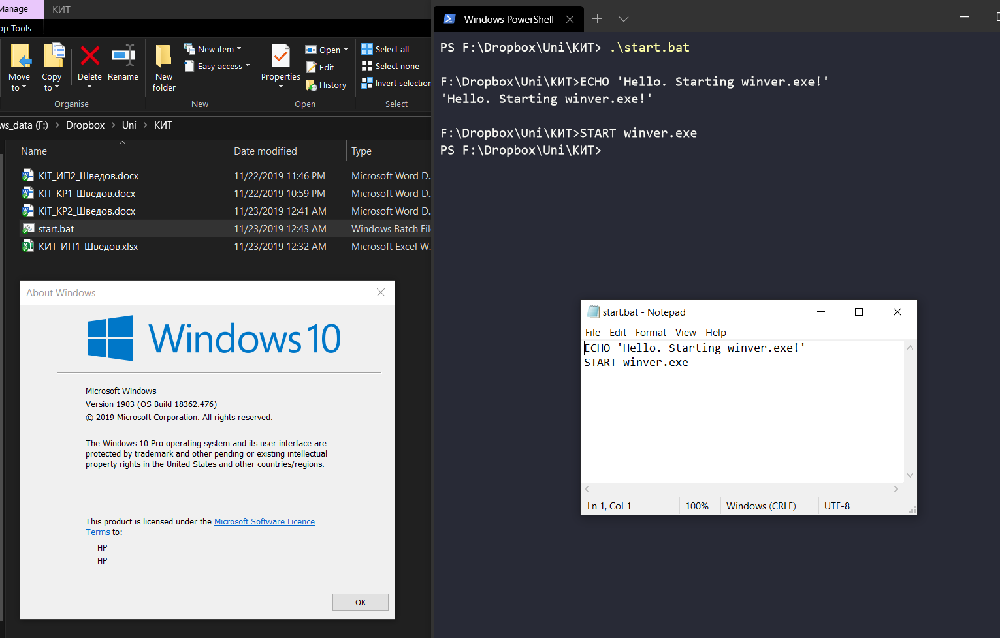 Manage
КИТ
pp Tools
Move to
Copy to
Delete
Rename
Organise
New folder
New item
Easy access
New
Properties
Open
Edit
History
Open
Select all
Select none
Invert selection
Select
ws_data (F:) > Dropbox > Uni > КИТ
Name Date modified Type
KIT_ИП2_Шведов.docx 11/22/2019 11:46 PM Microsoft Word D...
KIT_КР1_Шведов.docx 11/22/2019 10:59 PM Microsoft Word D...
KIT_КР2_Шведов.docx 11/23/2019 12:41 AM Microsoft Word D...
start.bat 11/23/2019 12:43 AM Windows Batch File
КИТ_ИП1_Шведов.xlsx 11/23/2019 12:32 AM Microsoft Excel W...
About Windows
Windows 10
Microsoft Windows
Version 1903 (OS Build 18362.476)
© 2019 Microsoft Corporation. All rights reserved.
The Windows 10 Pro operating system and its user interface are
protected by trademark and other pending or existing intellectual
property rights in the United States and other countries/regions.
This product is licensed under the Microsoft Software Licence
Terms to:
HP
HP
OK
Windows PowerShell
PS F:\Dropbox\Uni\КИТ> .\start.bat
F:\Dropbox\Uni\КИТ>ECHO 'Hello. Starting winver.exe!'
'Hello. Starting winver.exe!'
F:\Dropbox\Uni\КИТ>START winver.exe
PS F:\Dropbox\Uni\КИТ>
start.bat - Notepad
File Edit Format View Help
ECHO 'Hello. Starting winver.exe!'
START winver.exe
Ln 1, Col 1 100% Windows (CRLF) UTF-8